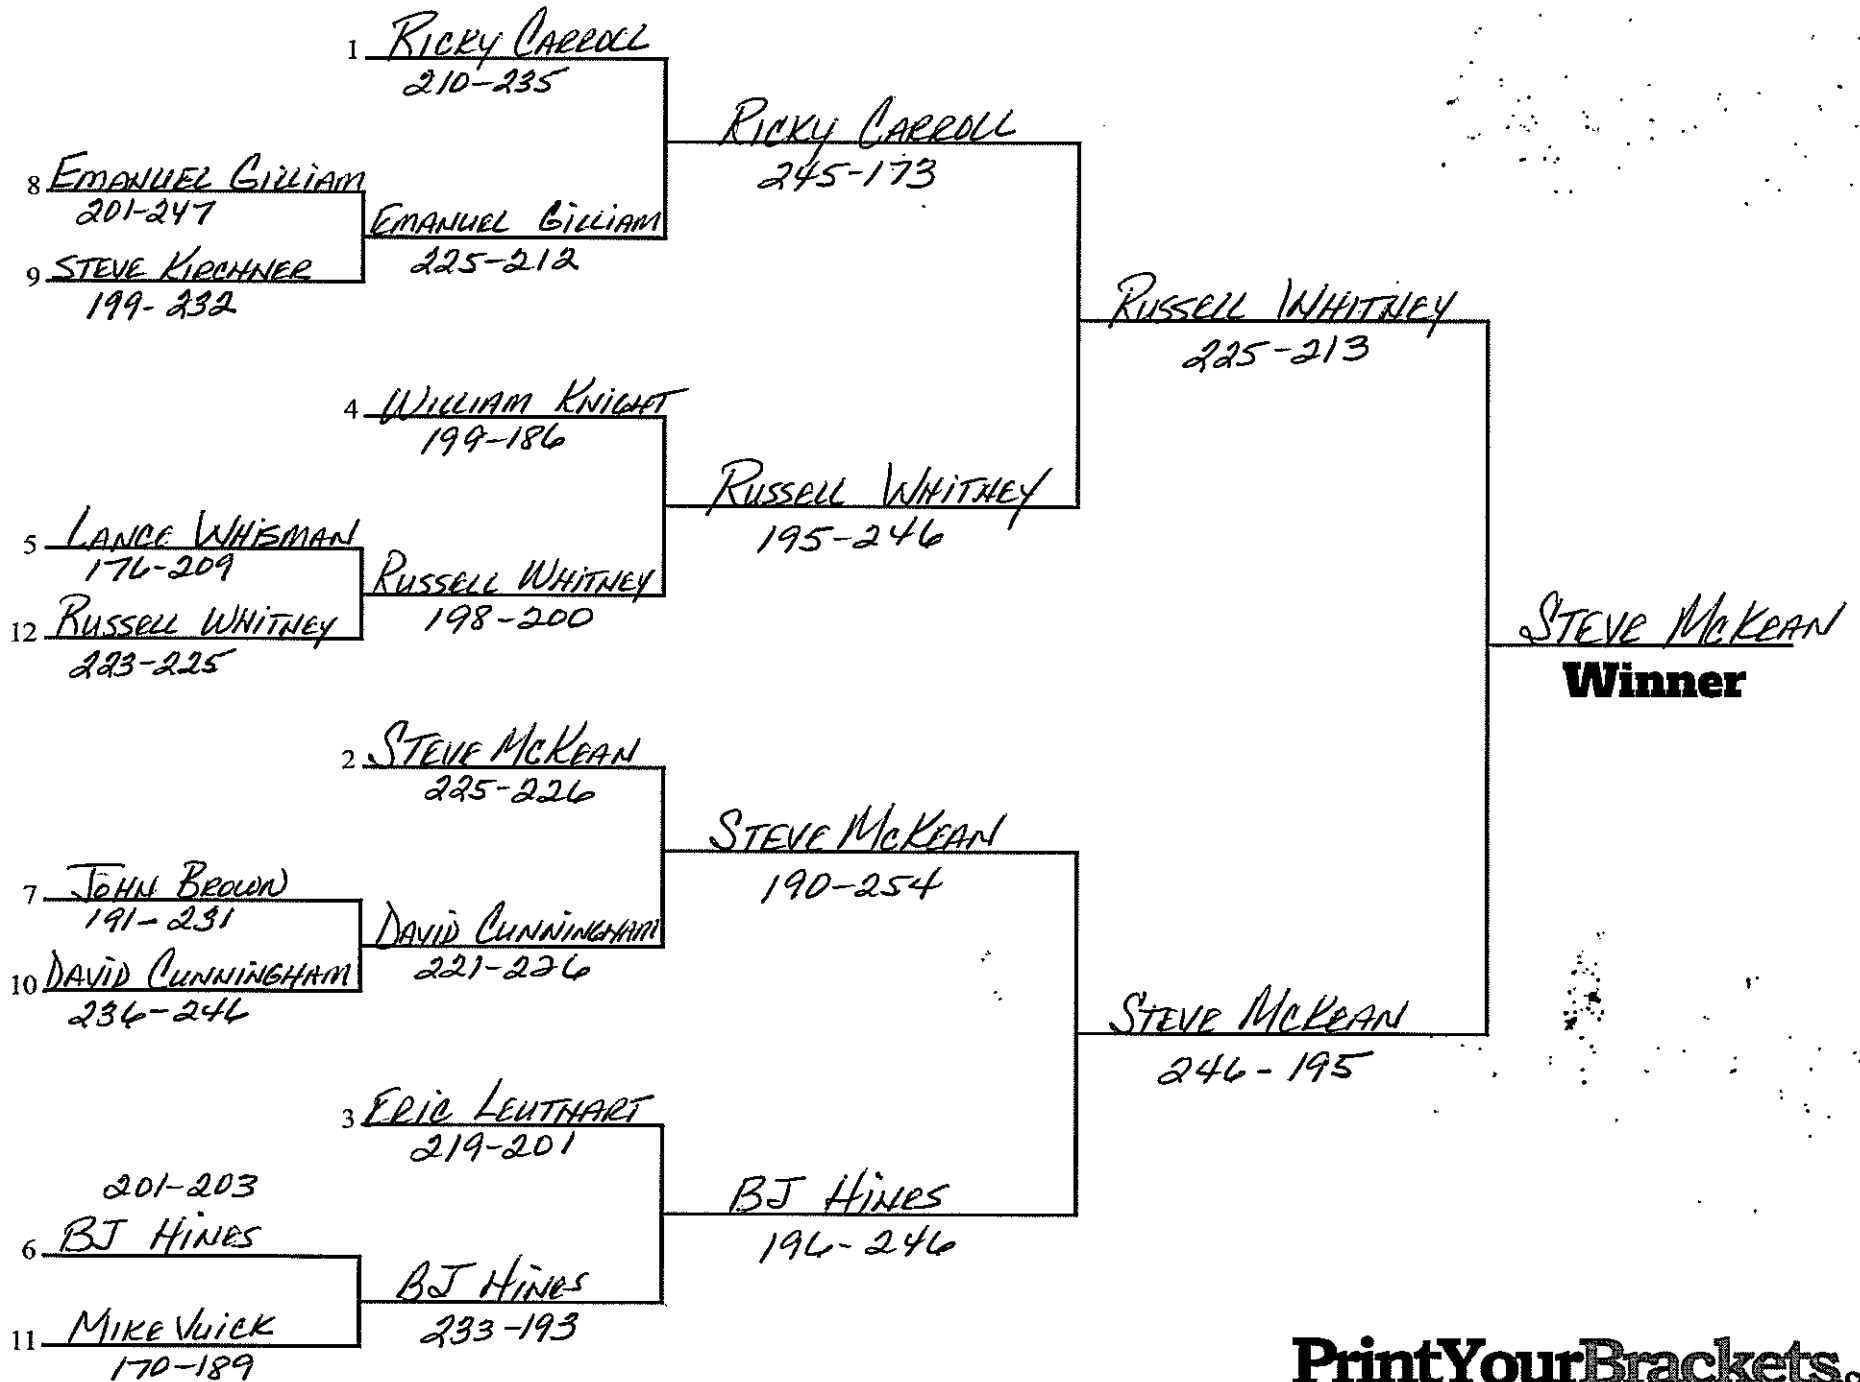 1 RICKY CARROLL
210-235
RICKY CARROLL
245-173
8 EMANUEL GILLIAM
201-247
EMANUEL GILLIAM
225-212
9 STEVE KIRCHNER
199-232
RUSSELL WHITNEY
225-213
4 WILLIAM KNIGHT
199-186
RUSSELL WHITNEY
195-246
5 LANCE WHISMAN
176-209
RUSSELL WHITNEY
198-200
12 RUSSELL WHITNEY
223-225
STEVE MCKEAN
Winner
2 STEVE MCKEAN
225-226
STEVE MCKEAN
190-254
7 JOHN BROWN
191-231
DAVID CUNNINGHAM
221-226
10 DAVID CUNNINGHAM
236-246
STEVE MCKEAN
246-195
3 ERIC LEUTHART
219-201
BJ HINES
196-246
201-203
6 BJ HINES
BJ HINES
233-193
11 MIKE VUICK
170-189
PrintYourBrackets.c